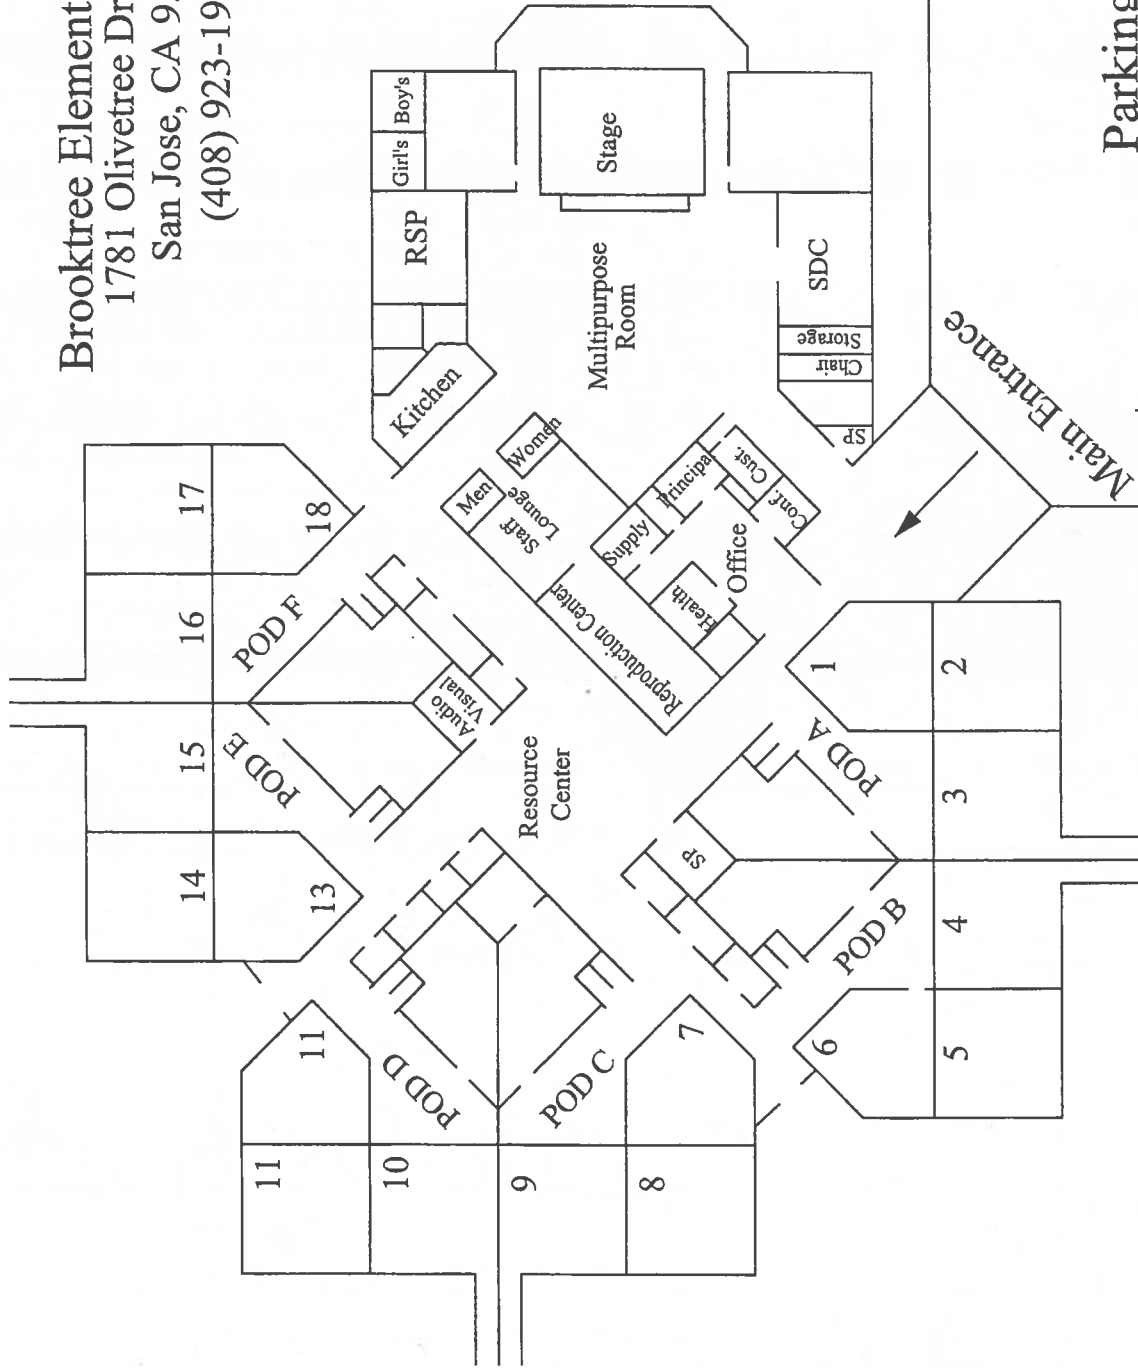 Brooktree Element
1781 Olivetree Dr
San Jose, CA 9
(408) 923-19
Parking
Main Entrance
Boy's
Girl's
RSP
Kitchen
Stage
Multipurpose
Room
SDC
Storage
Chair
SP
Women
Men
Staff
Lounge
Supply
Principal
Cust.
Conf.
Office
Health
Reproduction Center
Resource
Center
Audio
Visual
SP
POD A
POD B
POD C
POD D
POD E
POD F
1
2
3
4
5
6
7
8
9
10
11
11
13
14
15
16
17
18